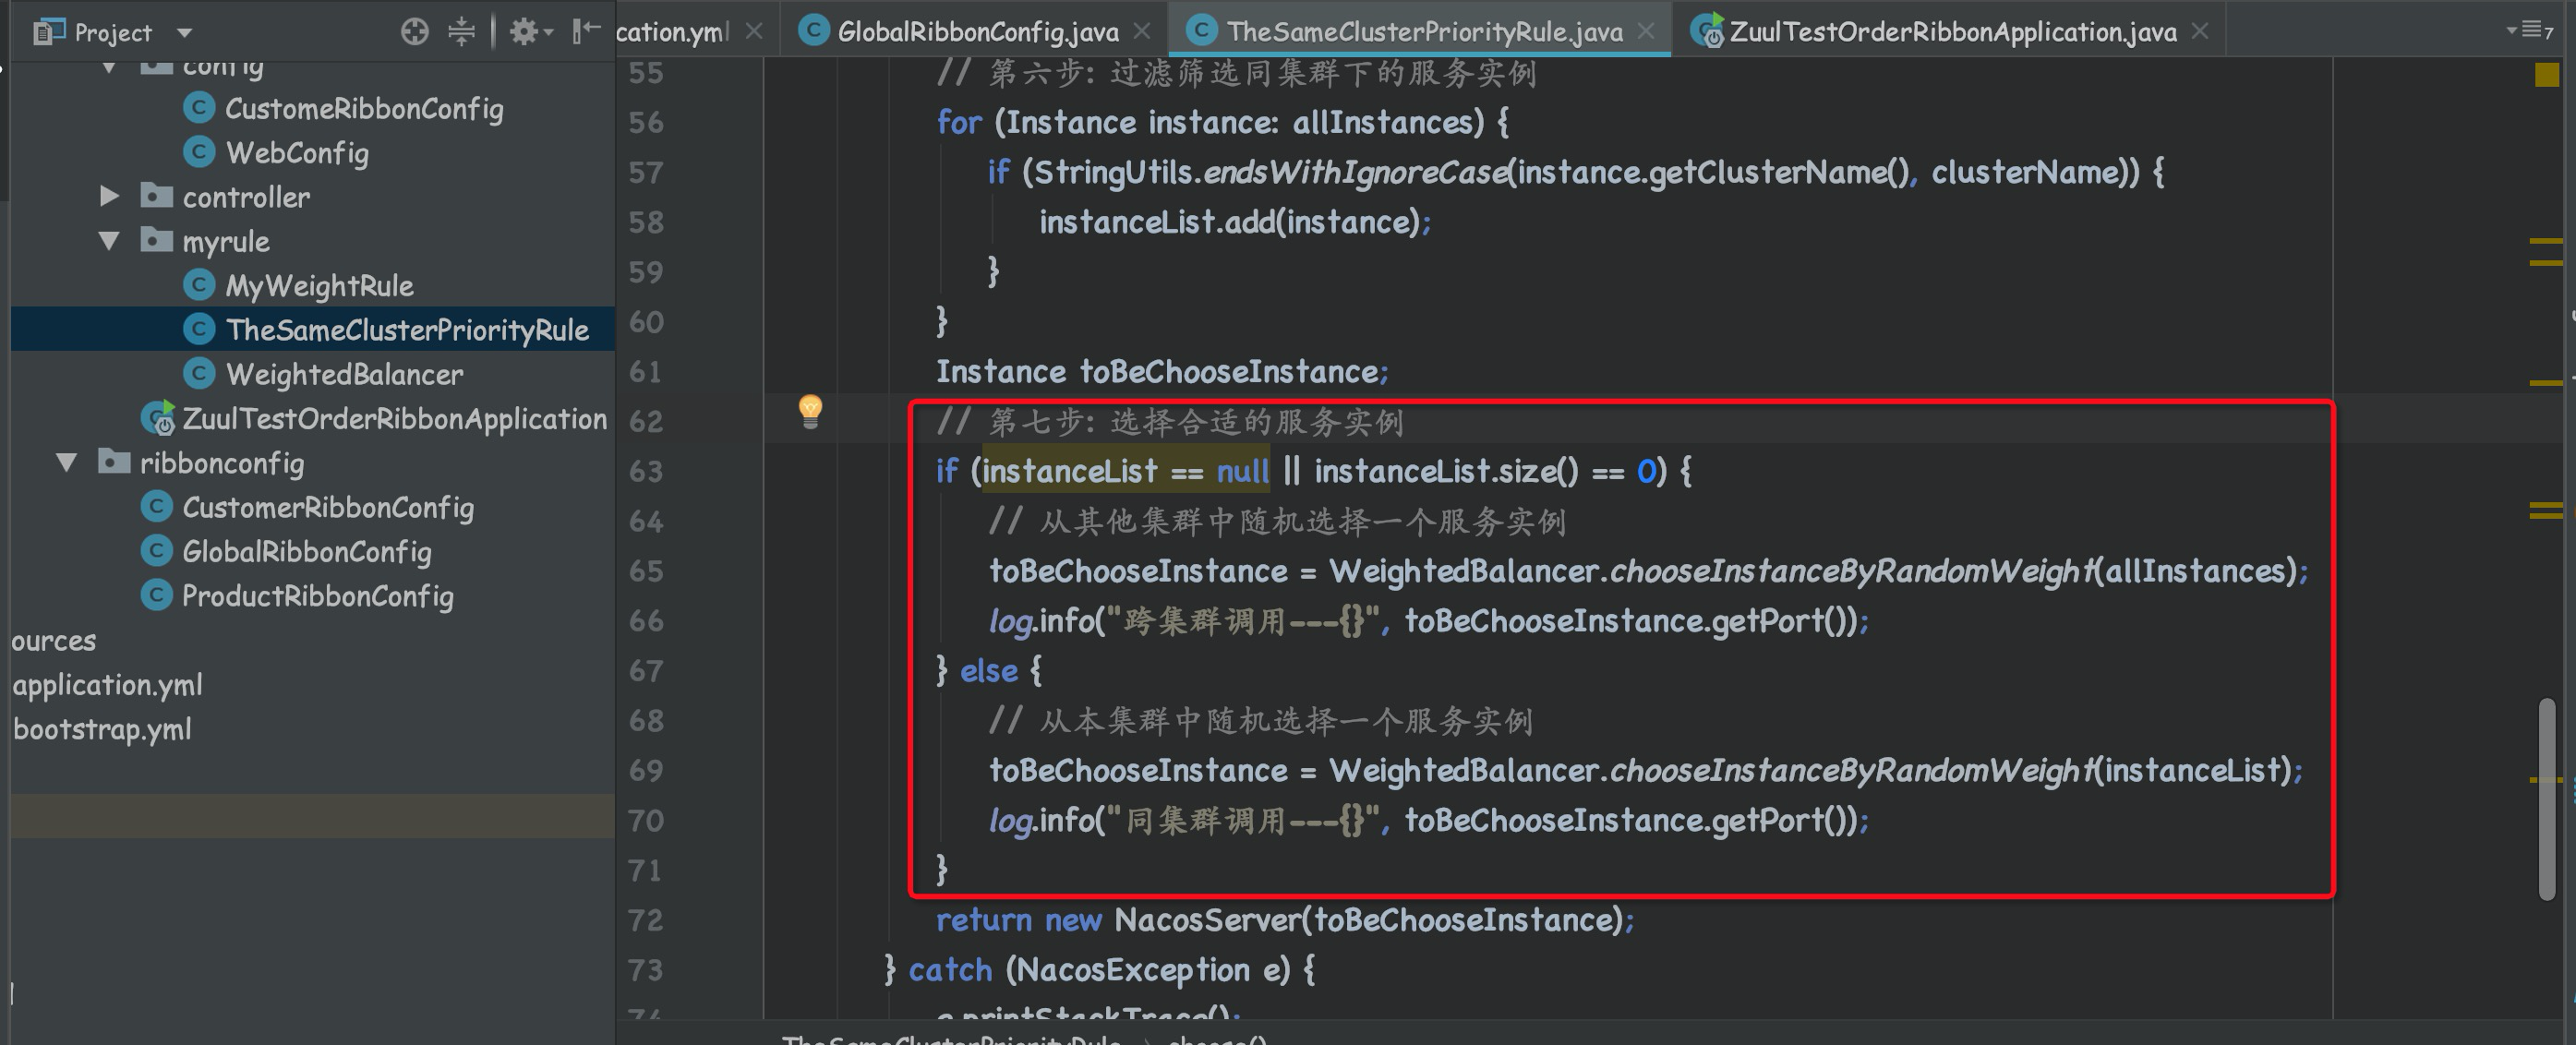 Project
cation.yml
GlobalRibbonConfig.java
TheSameClusterPriorityRule.java
ZuulTestOrderRibbonApplication.java
7
config
CustomeRibbonConfig
WebConfig
controller
myrule
MyWeightRule
TheSameClusterPriorityRule
WeightedBalancer
ZuulTestOrderRibbonApplication
ribbonconfig
CustomerRibbonConfig
GlobalRibbonConfig
ProductRibbonConfig
ources
application.yml
bootstrap.yml
55 // 第六步: 过滤筛选同集群下的服务实例
56 for (Instance instance: allInstances) {
57 if (StringUtils.endsWithIgnoreCase(instance.getClusterName(), clusterName)) {
58 instanceList.add(instance);
59 }
60 }
61 Instance toBeChooseInstance;
62 // 第七步: 选择合适的服务实例
63 if (instanceList == null || instanceList.size() == 0) {
64 // 从其他集群中随机选择一个服务实例
65 toBeChooseInstance = WeightedBalancer.chooseInstanceByRandomWeight(allInstances);
66 log.info("跨集群调用---{}", toBeChooseInstance.getPort());
67 } else {
68 // 从本集群中随机选择一个服务实例
69 toBeChooseInstance = WeightedBalancer.chooseInstanceByRandomWeight(instanceList);
70 log.info("同集群调用---{}", toBeChooseInstance.getPort());
71 }
72 return new NacosServer(toBeChooseInstance);
73 } catch (NacosException e) {
74 e.printStackTrace();
TheSameClusterPriorityRule › choose()